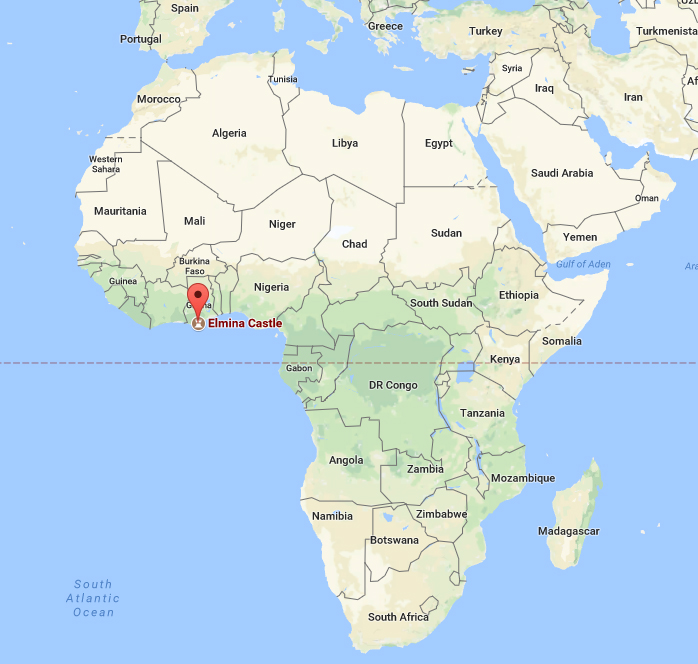 Spain
Portugal
Greece
Turkey
Turkmenista
Syria
Tunisia
Iraq
Iran
Morocco
Algeria
Libya
Egypt
Western
Sahara
Saudi Arabia
Oman
Mauritania
Mali
Niger
Chad
Sudan
Yemen
Burkina
Faso
Gulf of Aden
Guinea
Nigeria
Ethiopia
South Sudan
Elmina Castle
Somalia
Kenya
Gabon
DR Congo
Tanzania
Angola
Zambia
Mozambique
Namibia
Zimbabwe
Madagascar
Botswana
South
Atlantic
Ocean
South Africa